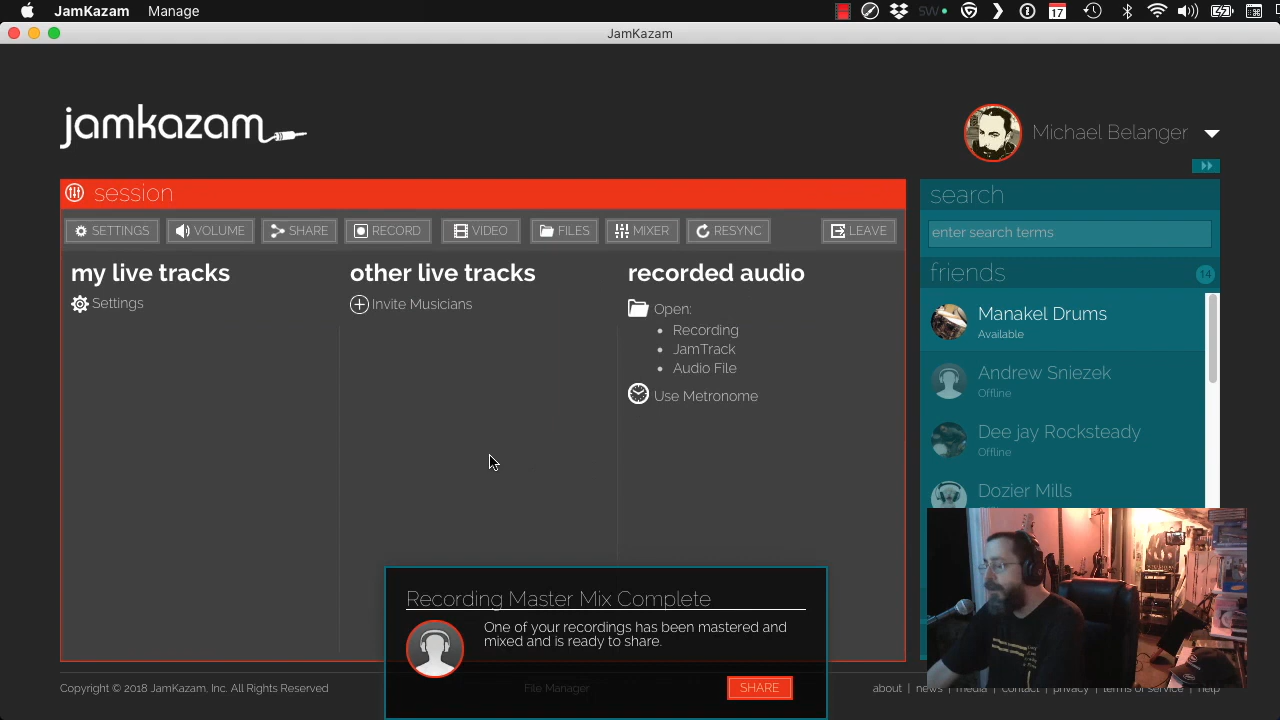 JamKazam Manage
17
JamKazam
jamkazam
Michael Belanger
session
SETTINGS VOLUME SHARE RECORD VIDEO FILES MIXER RESYNC LEAVE
my live tracks
Settings
other live tracks
Invite Musicians
recorded audio
Open:
Recording
JamTrack
Audio File
Use Metronome
search
enter search terms
friends 14
Manakel Drums
Available
Andrew Sniezek
Offline
Dee jay Rocksteady
Offline
Dozier Mills
Recording Master Mix Complete
One of your recordings has been mastered and
mixed and is ready to share.
SHARE
Copyright © 2018 JamKazam, Inc. All Rights Reserved
File Manager
about | news | media | contact | privacy | terms of service | help